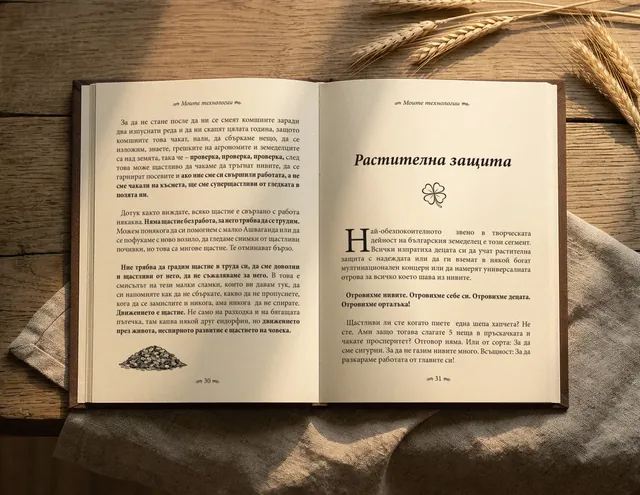 Моите технологии
За да не стане после да ни се смеят комшиите заради
два изпуснати реда и да ни скапят цялата година, защото
комшиите това чакат, нали, да сбъркаме нещо, да се
изложим, знаете, грешките на агрономите и земеделците
са над земята, така че – проверка, проверка, проверка, след
това може щастливо да чакаме да тръгнат нивите, да се
гарнират посевите и ако ние сме си свършили работата, а не
сме чакали на късмета, ще сме суперщастливи от гледката в
полята ни.
Дотук както виждате, всяко щастие е свързано с работа
някаква. Няма щастие без работа, за него трябва да се трудим.
Можем понякога да си помогнем с малко Ашваганда или да
се пофукаме с ново возило, да гледаме снимки от щастливи
почивки, но това са мигове щастие. Те отминават бързо.
Ние трябва да градим щастие в труда си, да сме доволни
и щастливи от него, да не съжаляваме за него. В това е
смисълът на тези малки сламки, които ви давам тук, да
си напомняте как да не сбъркате, какво да не пропуснете,
кога да се замислите и никога, ама никога да не спирате.
Движението е щастие. Не само на разходка и на бягащата
пътечка, там капва някой друг ендорфин, но движението
през живота, неспирното развитие е щастието на човека.
30
Моите технологии
Растителна защита
Най-обезпокоителното звено в творческата
дейност на българския земеделец е този сегмент.
Всички изпратиха децата си да учат растителна
защита с надеждата или да ги вземат в някой богат
мултинационален концерн или да намерят универсалната
отрова за всичко което шава из нивите.
Отровихме нивите. Отровихме себе си. Отровихме децата.
Отровихме орталъка!
Щастливи ли сте когато пиете една шепа хапчета? Не
сте. Ами защо тогава слагате 5 неща в пръскачката и
чакате просперитет? Отговор няма. Или от сорта: За да
сме сигурни. За да не газим нивите много. Всъщност: За да
разкараме работата от главите си!
31